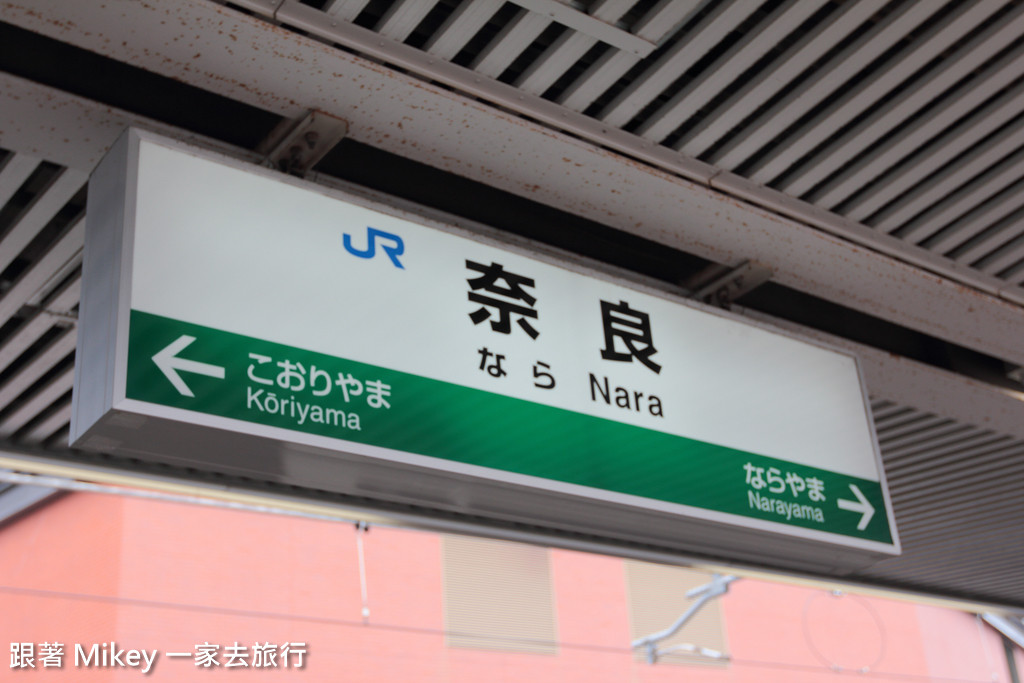 JR
奈良
なら Nara
← こおりやま
Kōriyama
ならやま →
Narayama
跟著 Mikey 一家去旅行